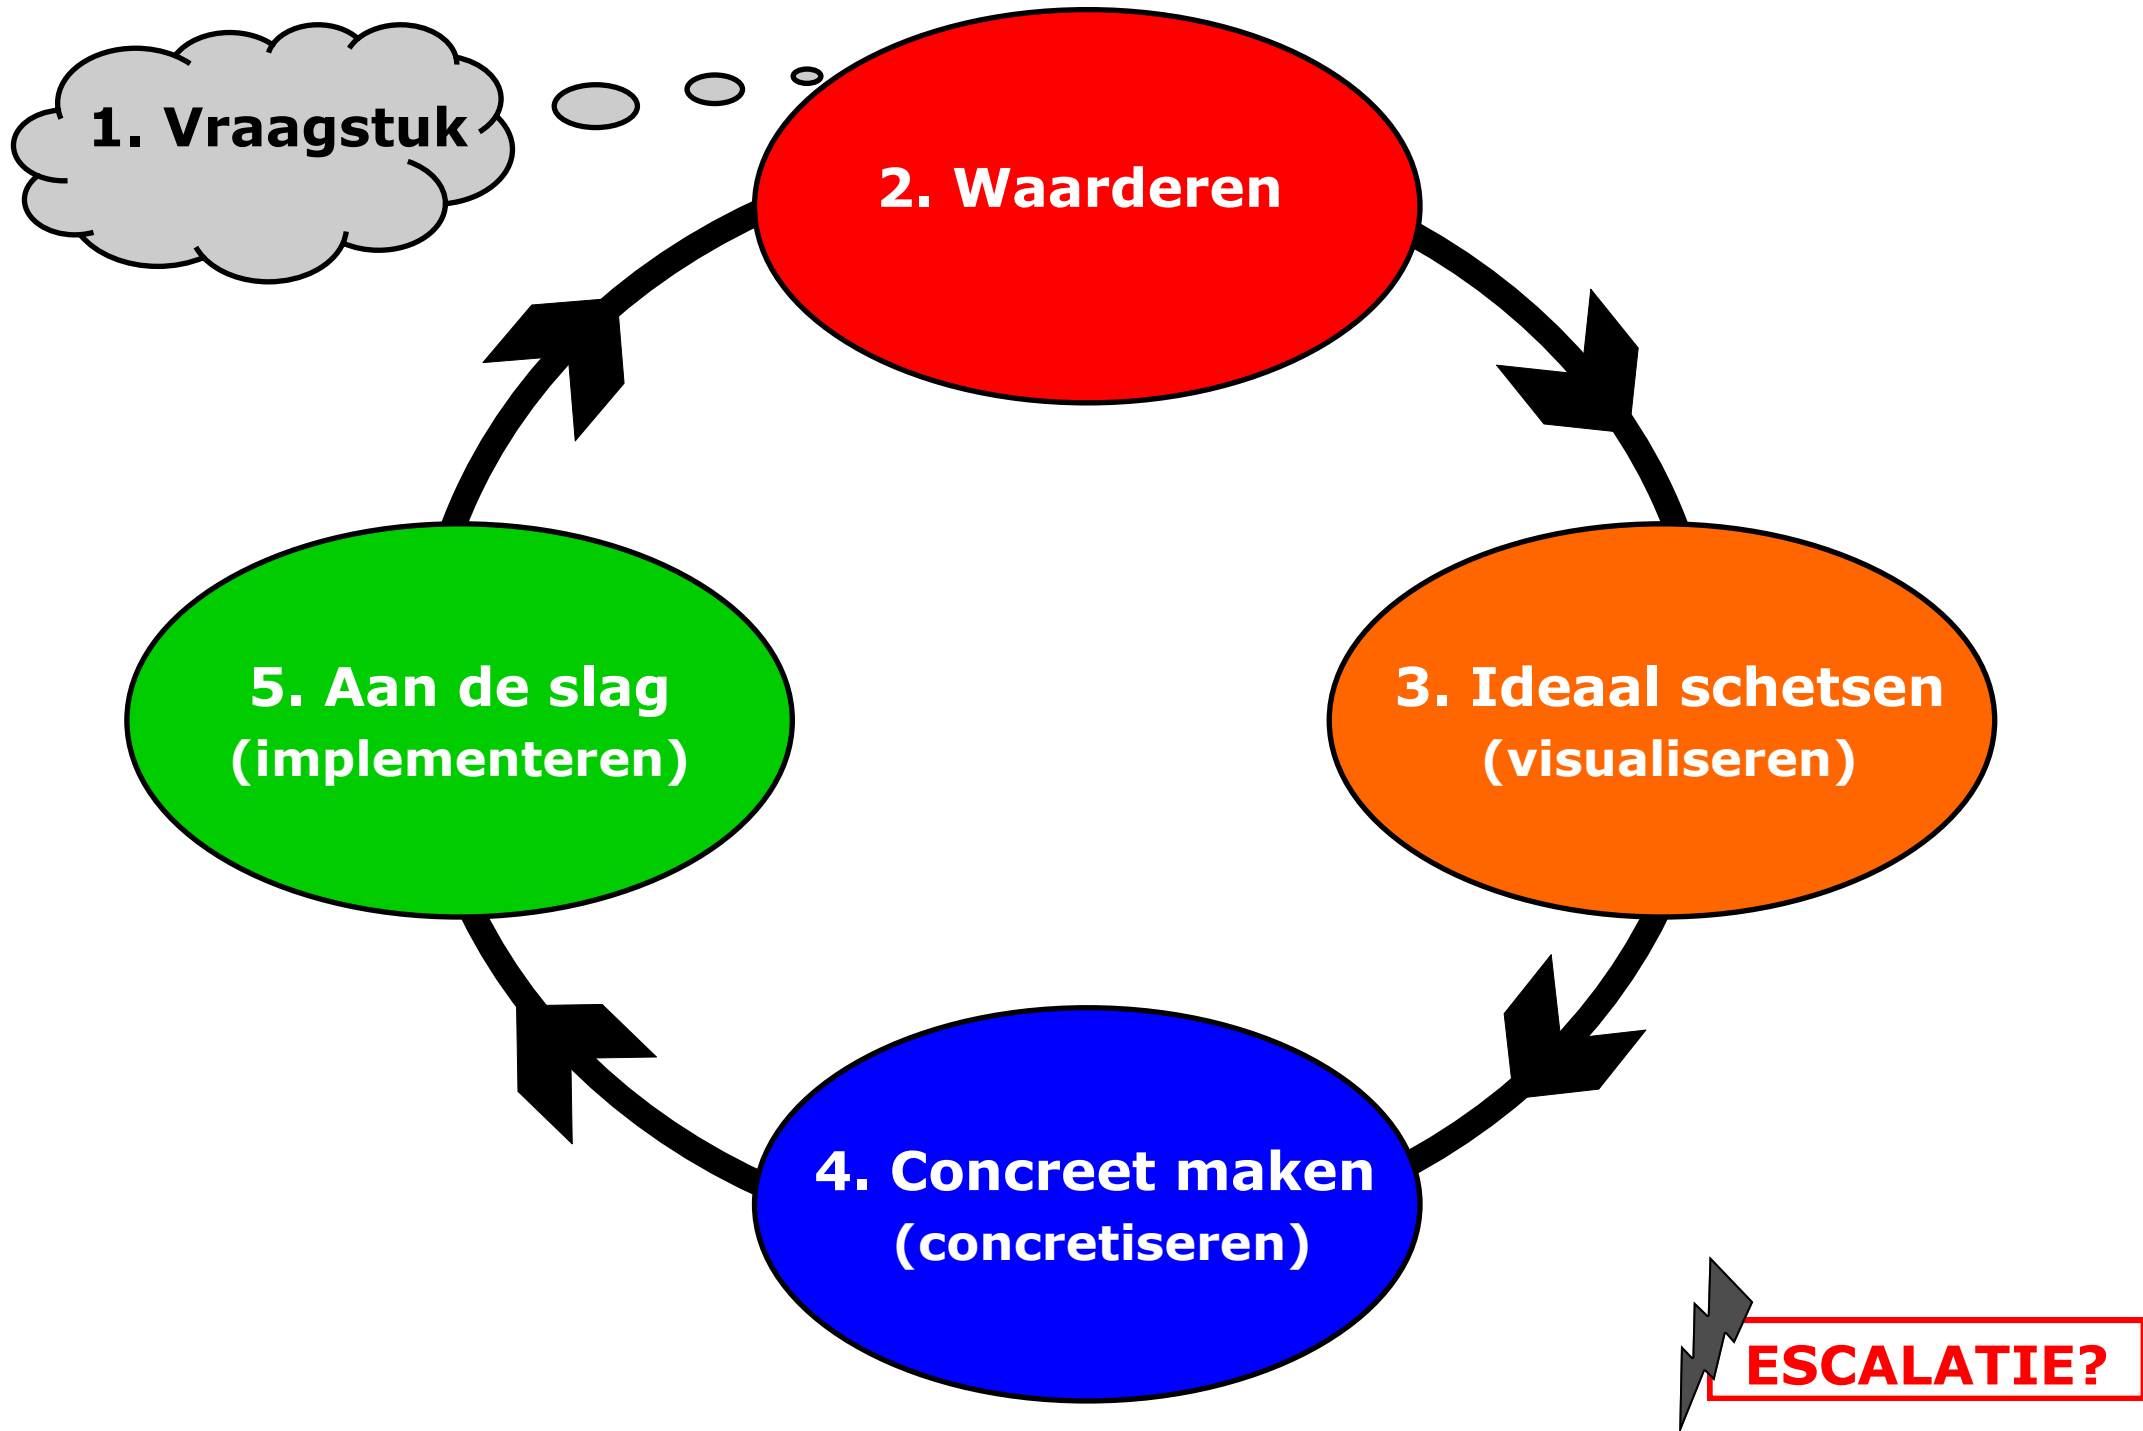 1. Vraagstuk
2. Waarderen
3. Ideaal schetsen
(visualiseren)
4. Concreet maken
(concretiseren)
5. Aan de slag
(implementeren)
ESCALATIE?